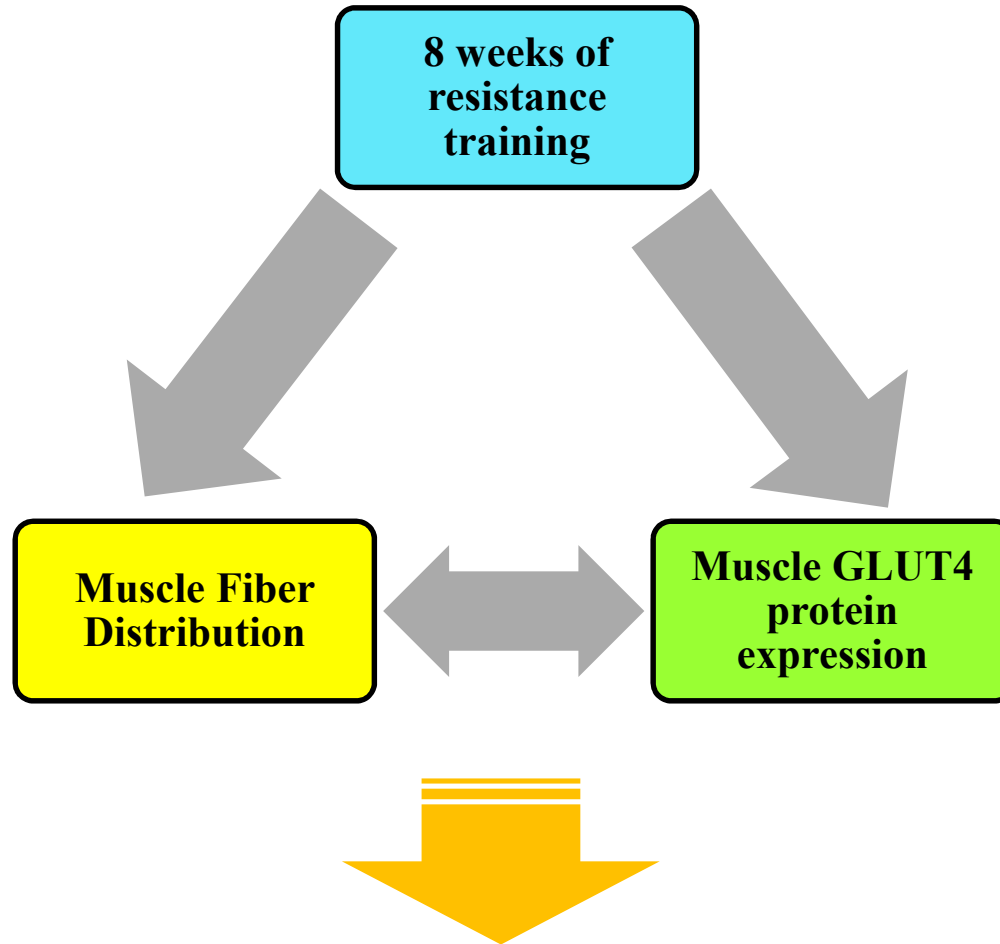 8 weeks of
resistance
training
Muscle Fiber
Distribution
Muscle GLUT4
protein
expression